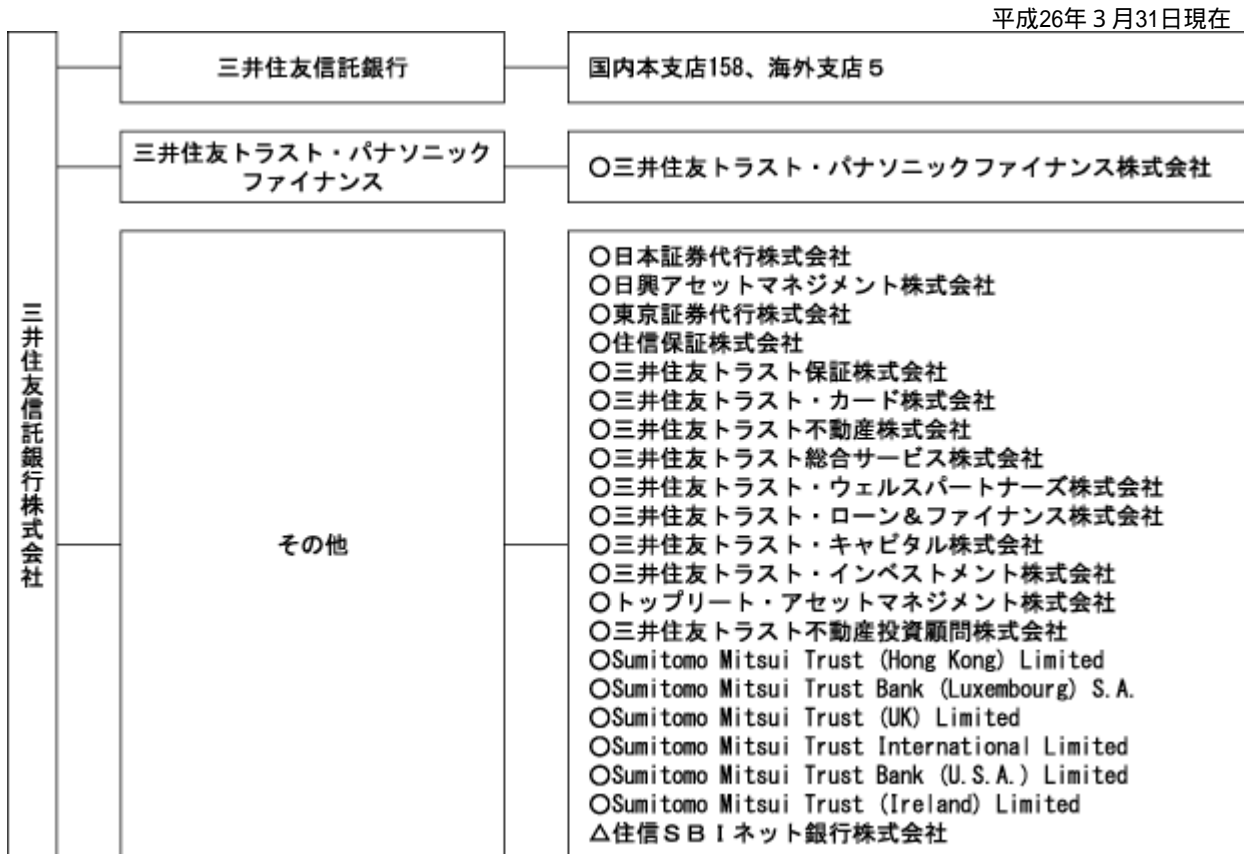 平成26年３月31日現在
三井住友信託銀行株式会社
三井住友信託銀行
国内本支店158、海外支店５
三井住友トラスト・パナソニック
ファイナンス
○三井住友トラスト・パナソニックファイナンス株式会社
その他
○日本証券代行株式会社
○日興アセットマネジメント株式会社
○東京証券代行株式会社
○住信保証株式会社
○三井住友トラスト保証株式会社
○三井住友トラスト・カード株式会社
○三井住友トラスト不動産株式会社
○三井住友トラスト総合サービス株式会社
○三井住友トラスト・ウェルスパートナーズ株式会社
○三井住友トラスト・ローン＆ファイナンス株式会社
○三井住友トラスト・キャピタル株式会社
○三井住友トラスト・インベストメント株式会社
○トップリート・アセットマネジメント株式会社
○三井住友トラスト不動産投資顧問株式会社
○Sumitomo Mitsui Trust (Hong Kong) Limited
○Sumitomo Mitsui Trust Bank (Luxembourg) S.A.
○Sumitomo Mitsui Trust (UK) Limited
○Sumitomo Mitsui Trust International Limited
○Sumitomo Mitsui Trust Bank (U.S.A.) Limited
○Sumitomo Mitsui Trust (Ireland) Limited
△住信ＳＢＩネット銀行株式会社